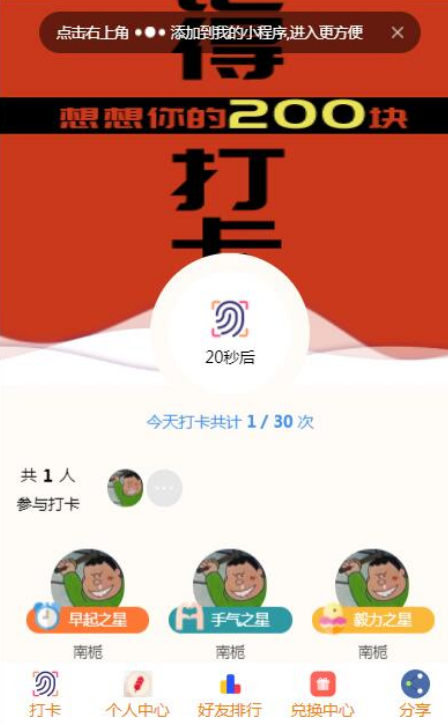 点击右上角 ●●● 添加到我的小程序,进入更方便 ×
记得
想想你的200块
打卡
20秒后
今天打卡共计 1 / 30 次
共 1 人
参与打卡
早起之星
手气之星
毅力之星
南栀
南栀
南栀
打卡
个人中心
好友排行
兑换中心
分享